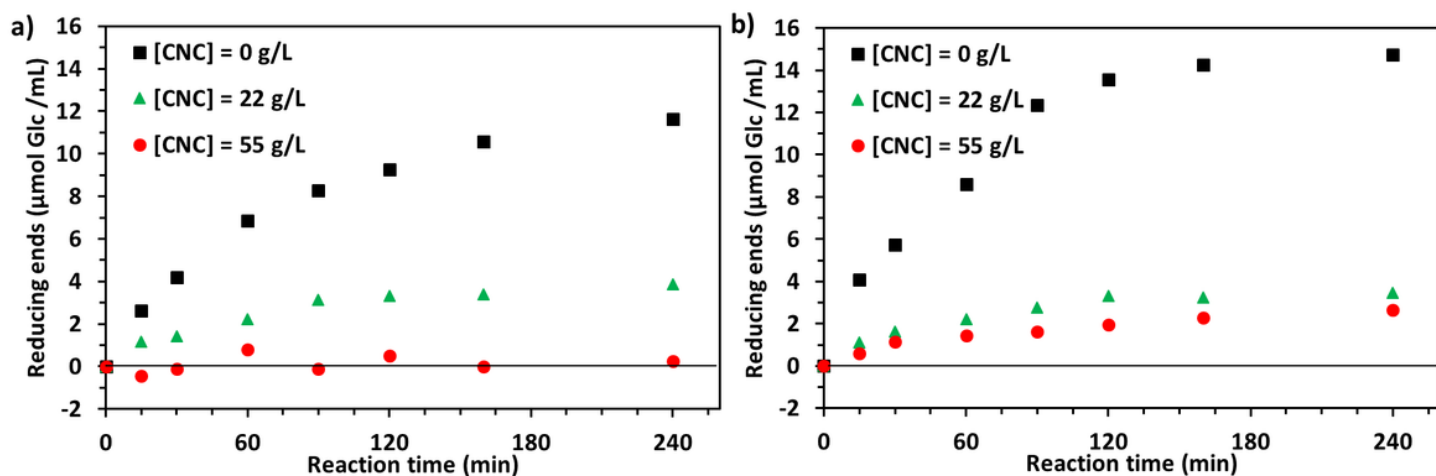 a)
[CNC] = 0 g/L
[CNC] = 22 g/L
[CNC] = 55 g/L
Reducing ends (µmol Glc /mL)
16
14
12
10
8
6
4
2
0
-2
0
60
120
180
240
Reaction time (min)
b)
[CNC] = 0 g/L
[CNC] = 22 g/L
[CNC] = 55 g/L
Reducing ends (µmol Glc /mL)
16
14
12
10
8
6
4
2
0
-2
0
60
120
180
240
Reaction time (min)